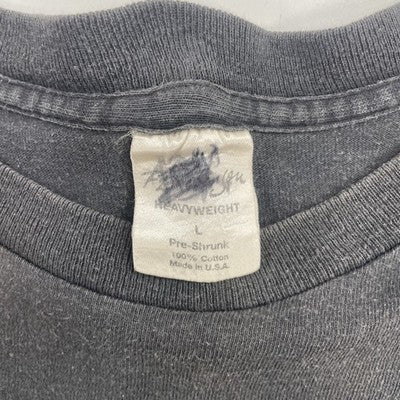 HEAVYWEIGHT
L
Pre-Shrunk
100% Cotton
Made in U.S.A.